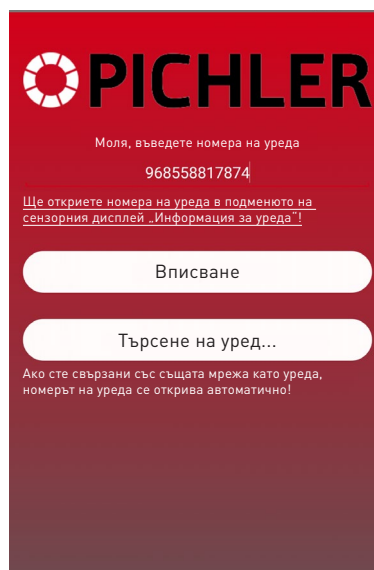 PICHLER
Моля, въведете номера на уреда
968558817874
Ще откриете номера на уреда в подменюто на
сензорния дисплей „Информация за уреда“!
Вписване
Търсене на уред...
Ако сте свързани със същата мрежа като уреда,
номерът на уреда се открива автоматично!